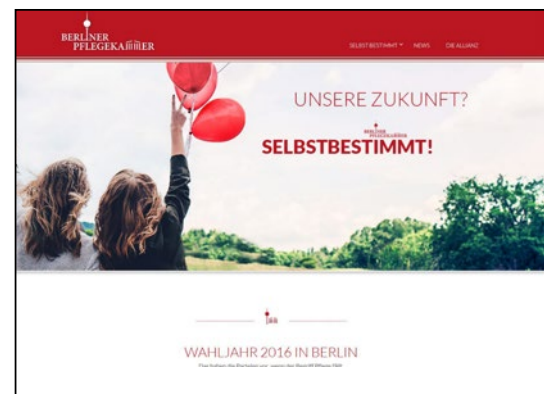 BERLINER
PFLEGEKAMMER
SELBSTBESTIMMT NEWS DIE ALLIANZ
UNSERE ZUKUNFT?
BERLINER
PFLEGEKAMMER
SELBSTBESTIMMT!
WAHLJAHR 2016 IN BERLIN